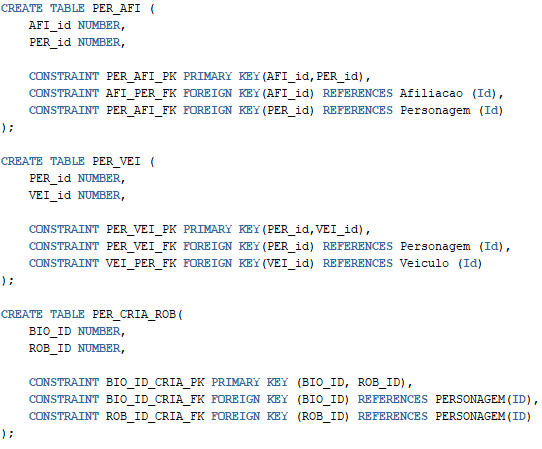 CREATE TABLE PER_AFI (
    AFI_id NUMBER,
    PER_id NUMBER,

    CONSTRAINT PER_AFI_PK PRIMARY KEY(AFI_id,PER_id),
    CONSTRAINT AFI_PER_FK FOREIGN KEY(AFI_id) REFERENCES Afiliacao (Id),
    CONSTRAINT PER_AFI_FK FOREIGN KEY(PER_id) REFERENCES Personagem (Id)
);

CREATE TABLE PER_VEI (
    PER_id NUMBER,
    VEI_id NUMBER,

    CONSTRAINT PER_VEI_PK PRIMARY KEY(PER_id,VEI_id),
    CONSTRAINT PER_VEI_FK FOREIGN KEY(PER_id) REFERENCES Personagem (Id),
    CONSTRAINT VEI_PER_FK FOREIGN KEY(VEI_id) REFERENCES Veiculo (Id)
);

CREATE TABLE PER_CRIA_ROB(
    BIO_ID NUMBER,
    ROB_ID NUMBER,

    CONSTRAINT BIO_ID_CRIA_PK PRIMARY KEY (BIO_ID, ROB_ID),
    CONSTRAINT BIO_ID_CRIA_FK FOREIGN KEY (BIO_ID) REFERENCES PERSONAGEM(ID),
    CONSTRAINT ROB_ID_CRIA_FK FOREIGN KEY (ROB_ID) REFERENCES PERSONAGEM(ID)
);